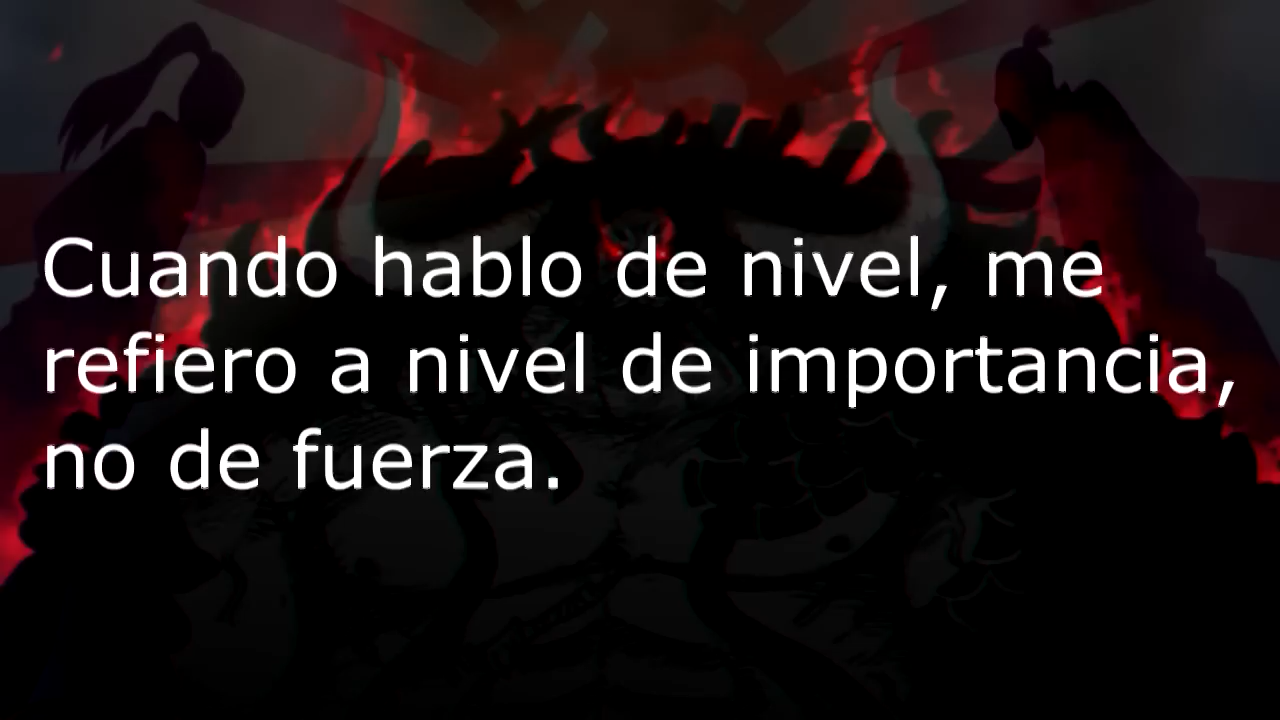 Cuando hablo de nivel, me
refiero a nivel de importancia,
no de fuerza.